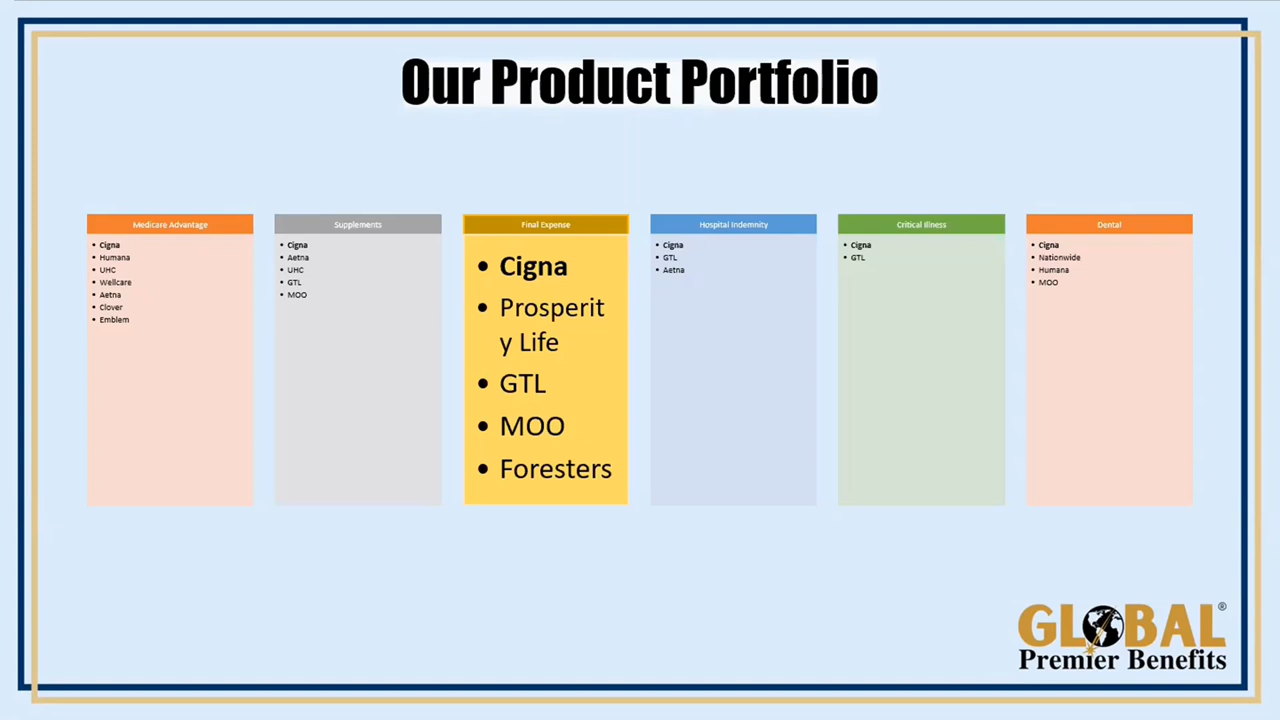 Our Product Portfolio
Medicare Advantage
• Cigna
• Humana
• UHC
• Wellcare
• Aetna
• Clover
• Emblem
Supplements
• Cigna
• Aetna
• UHC
• GTL
• MOO
Final Expense
• Cigna
• Prosperit
y Life
• GTL
• MOO
• Foresters
Hospital Indemnity
• Cigna
• GTL
• Aetna
Critical Illness
• Cigna
• GTL
Dental
• Cigna
• Nationwide
• Humana
• MOO
GLOBAL®
Premier Benefits